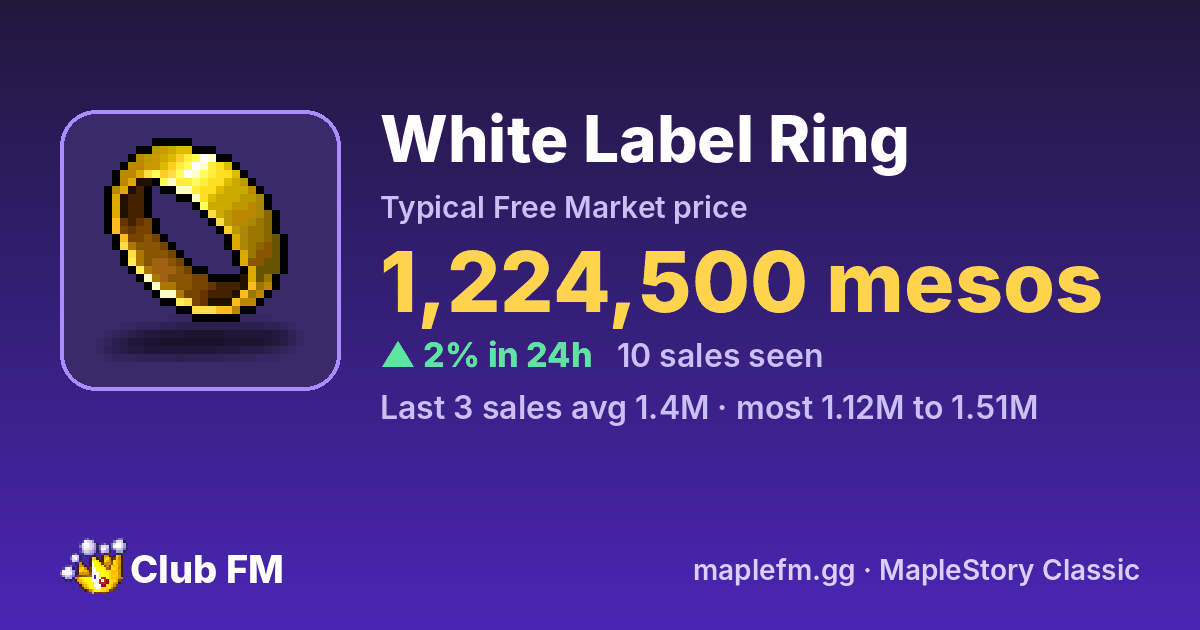 White Label Ring
Typical Free Market price
1,224,500 mesos
▲ 2% in 24h 10 sales seen
Last 3 sales avg 1.4M · most 1.12M to 1.51M
Club FM
maplefm.gg · MapleStory Classic